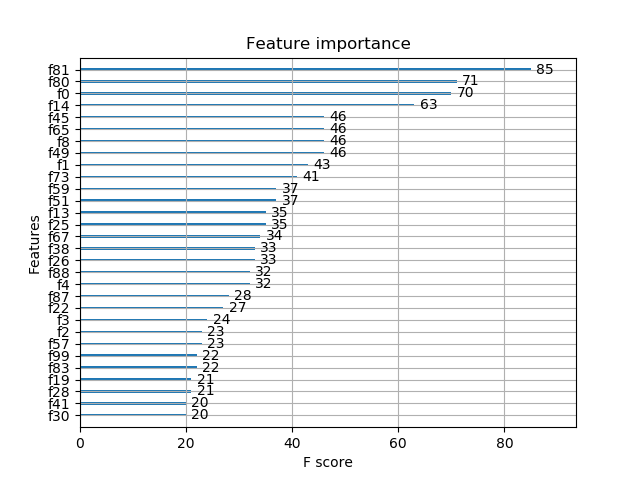 Feature importance
f81 85
f80 71
f0 70
f14 63
f45 46
f65 46
f8 46
f49 46
f1 43
f73 41
f59 37
f51 37
f13 35
f25 35
f67 34
f38 33
f26 33
f88 32
f4 32
f87 28
f22 27
f3 24
f2 23
f57 23
f99 22
f83 22
f19 21
f28 21
f41 20
f30 20
Features
0 20 40 60 80
F score